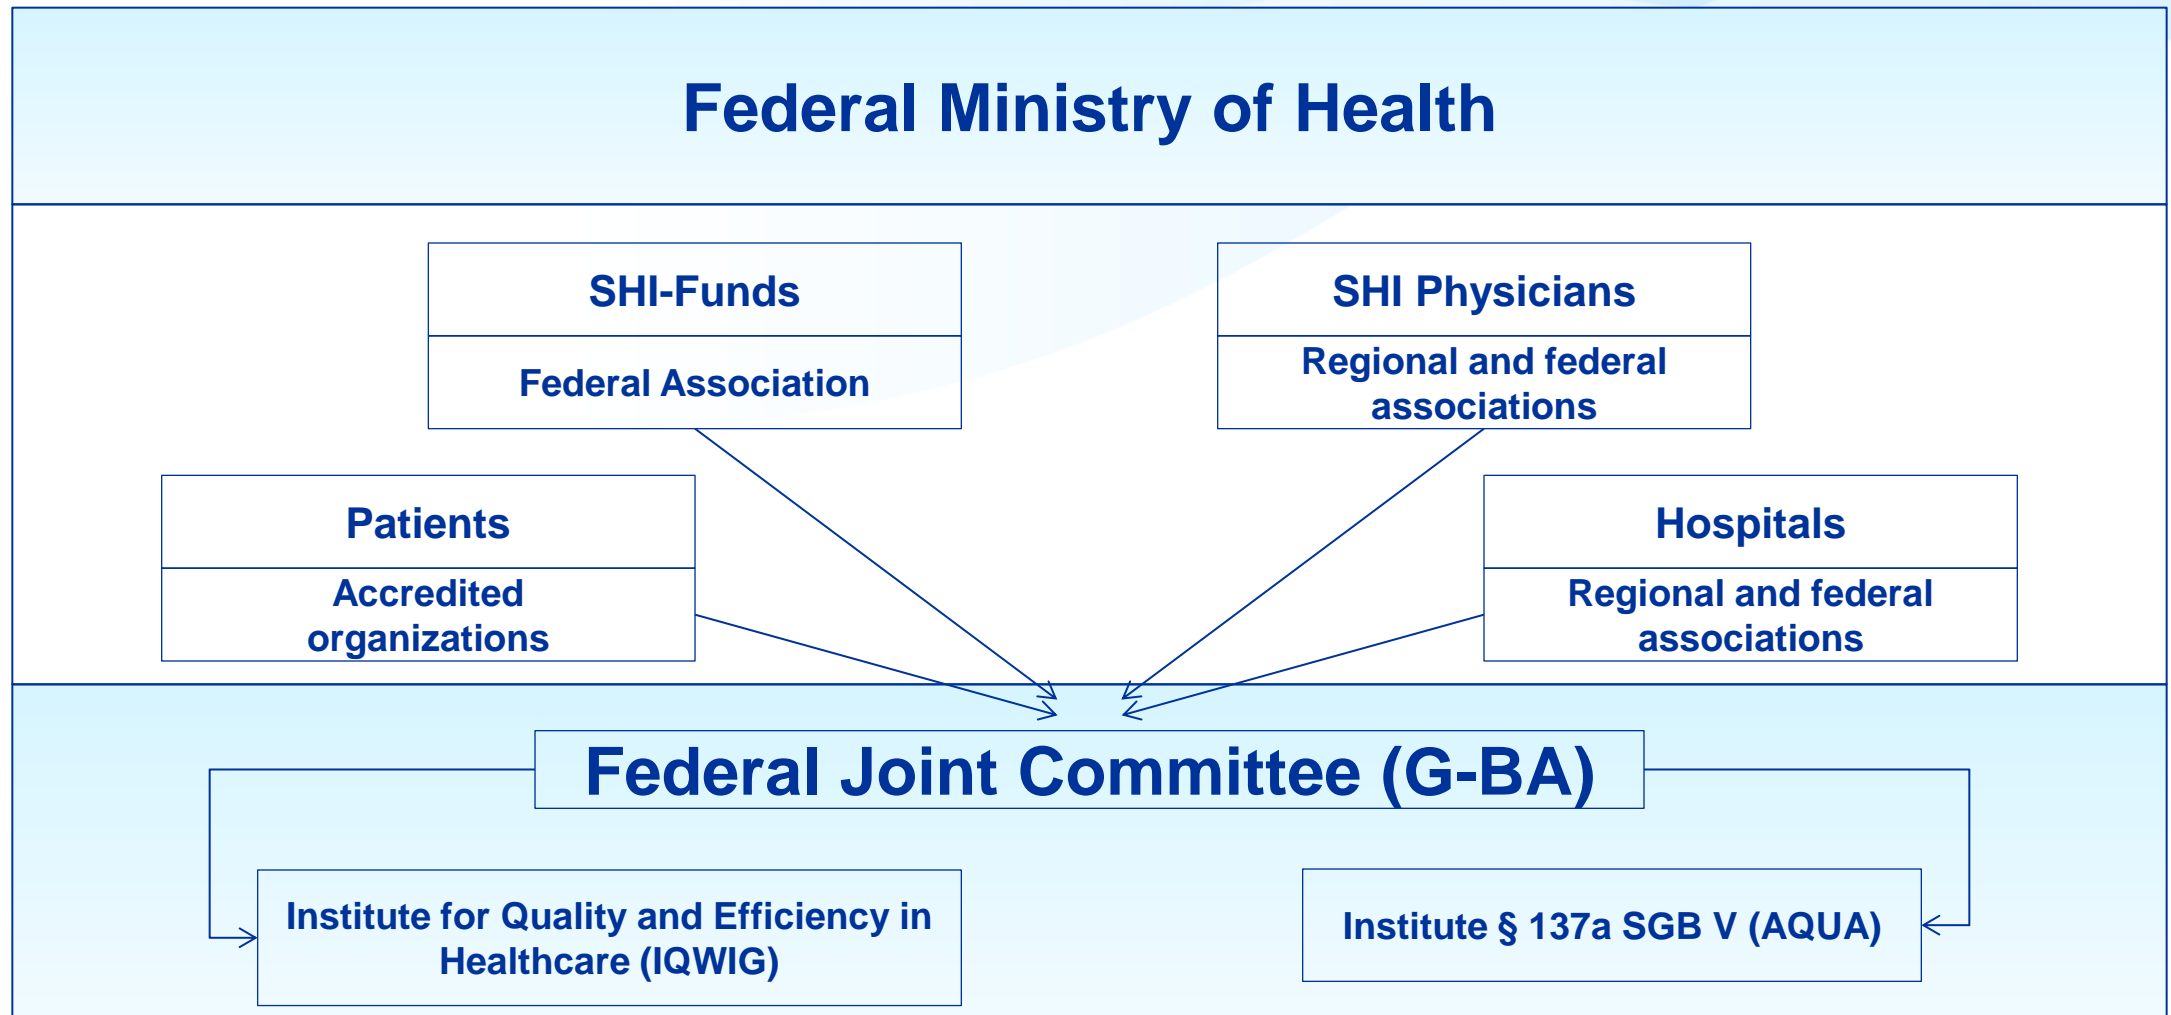 Federal Ministry of Health
SHI-Funds
Federal Association
SHI Physicians
Regional and federal
associations
Patients
Accredited
organizations
Hospitals
Regional and federal
associations
Federal Joint Committee (G-BA)
Institute for Quality and Efficiency in
Healthcare (IQWIG)
Institute § 137a SGB V (AQUA)